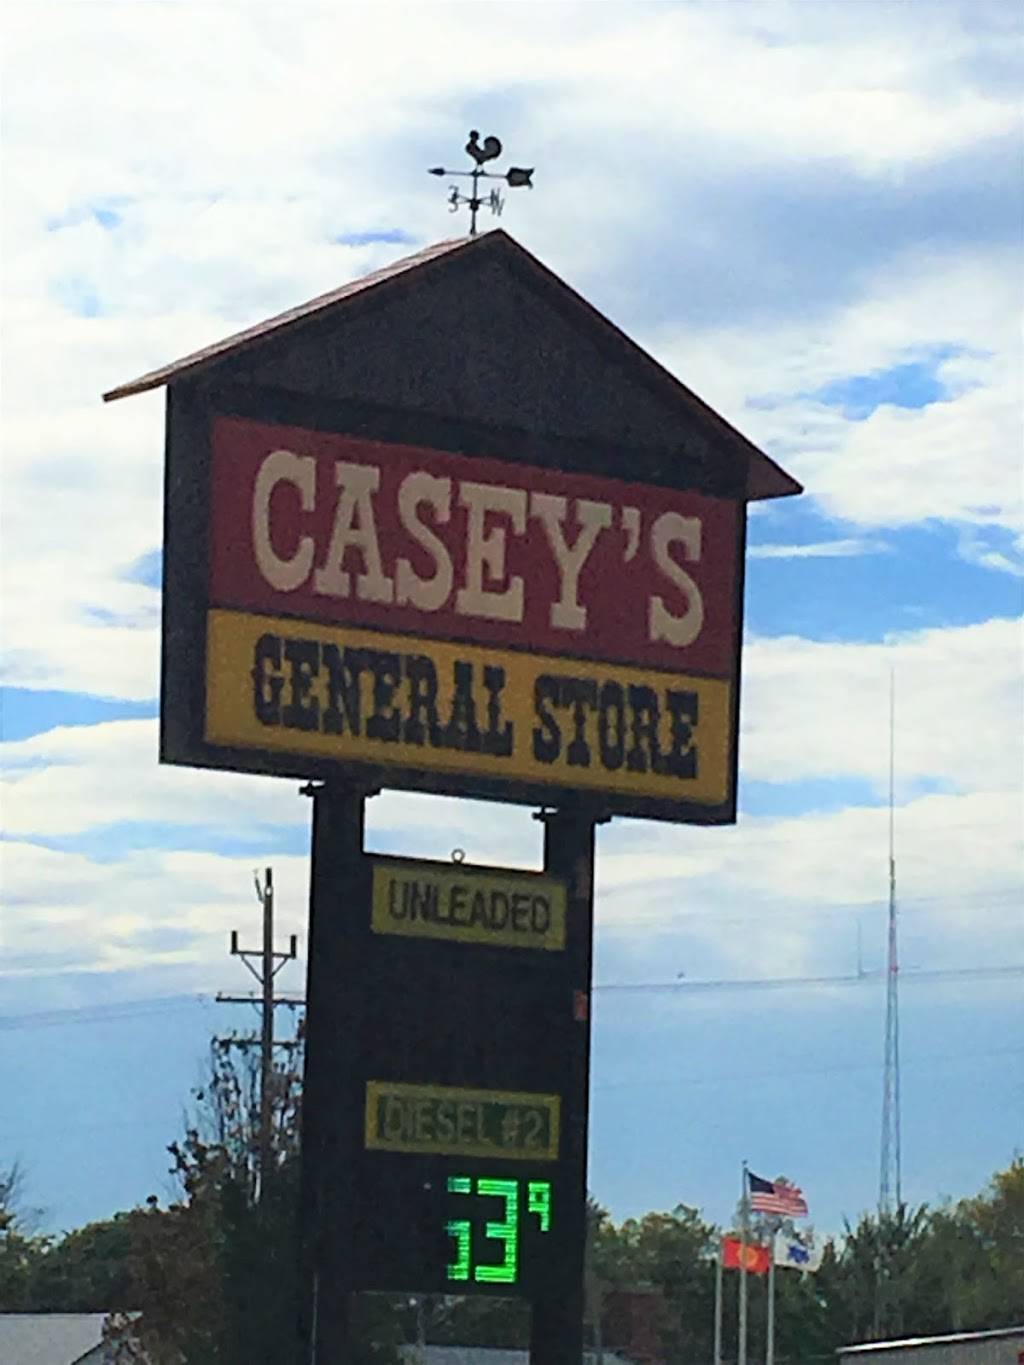 CASEY'S
GENERAL STORE
UNLEADED
DIESEL #2